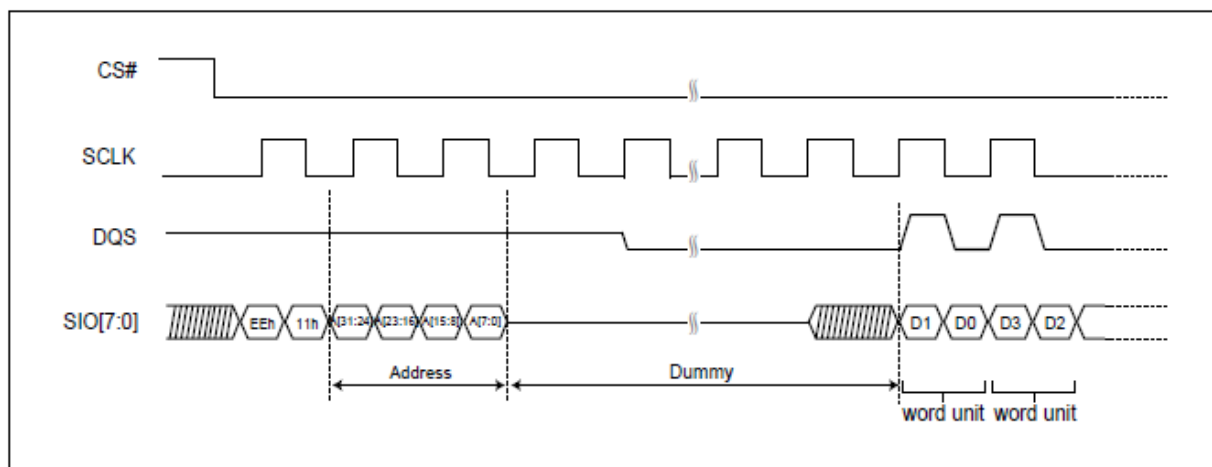 CS#
SCLK
DQS
SIO[7:0]
EEh 11h A[31:24] A[23:16] A[15:8] A[7:0] D1 D0 D3 D2
Address Dummy
word unit word unit